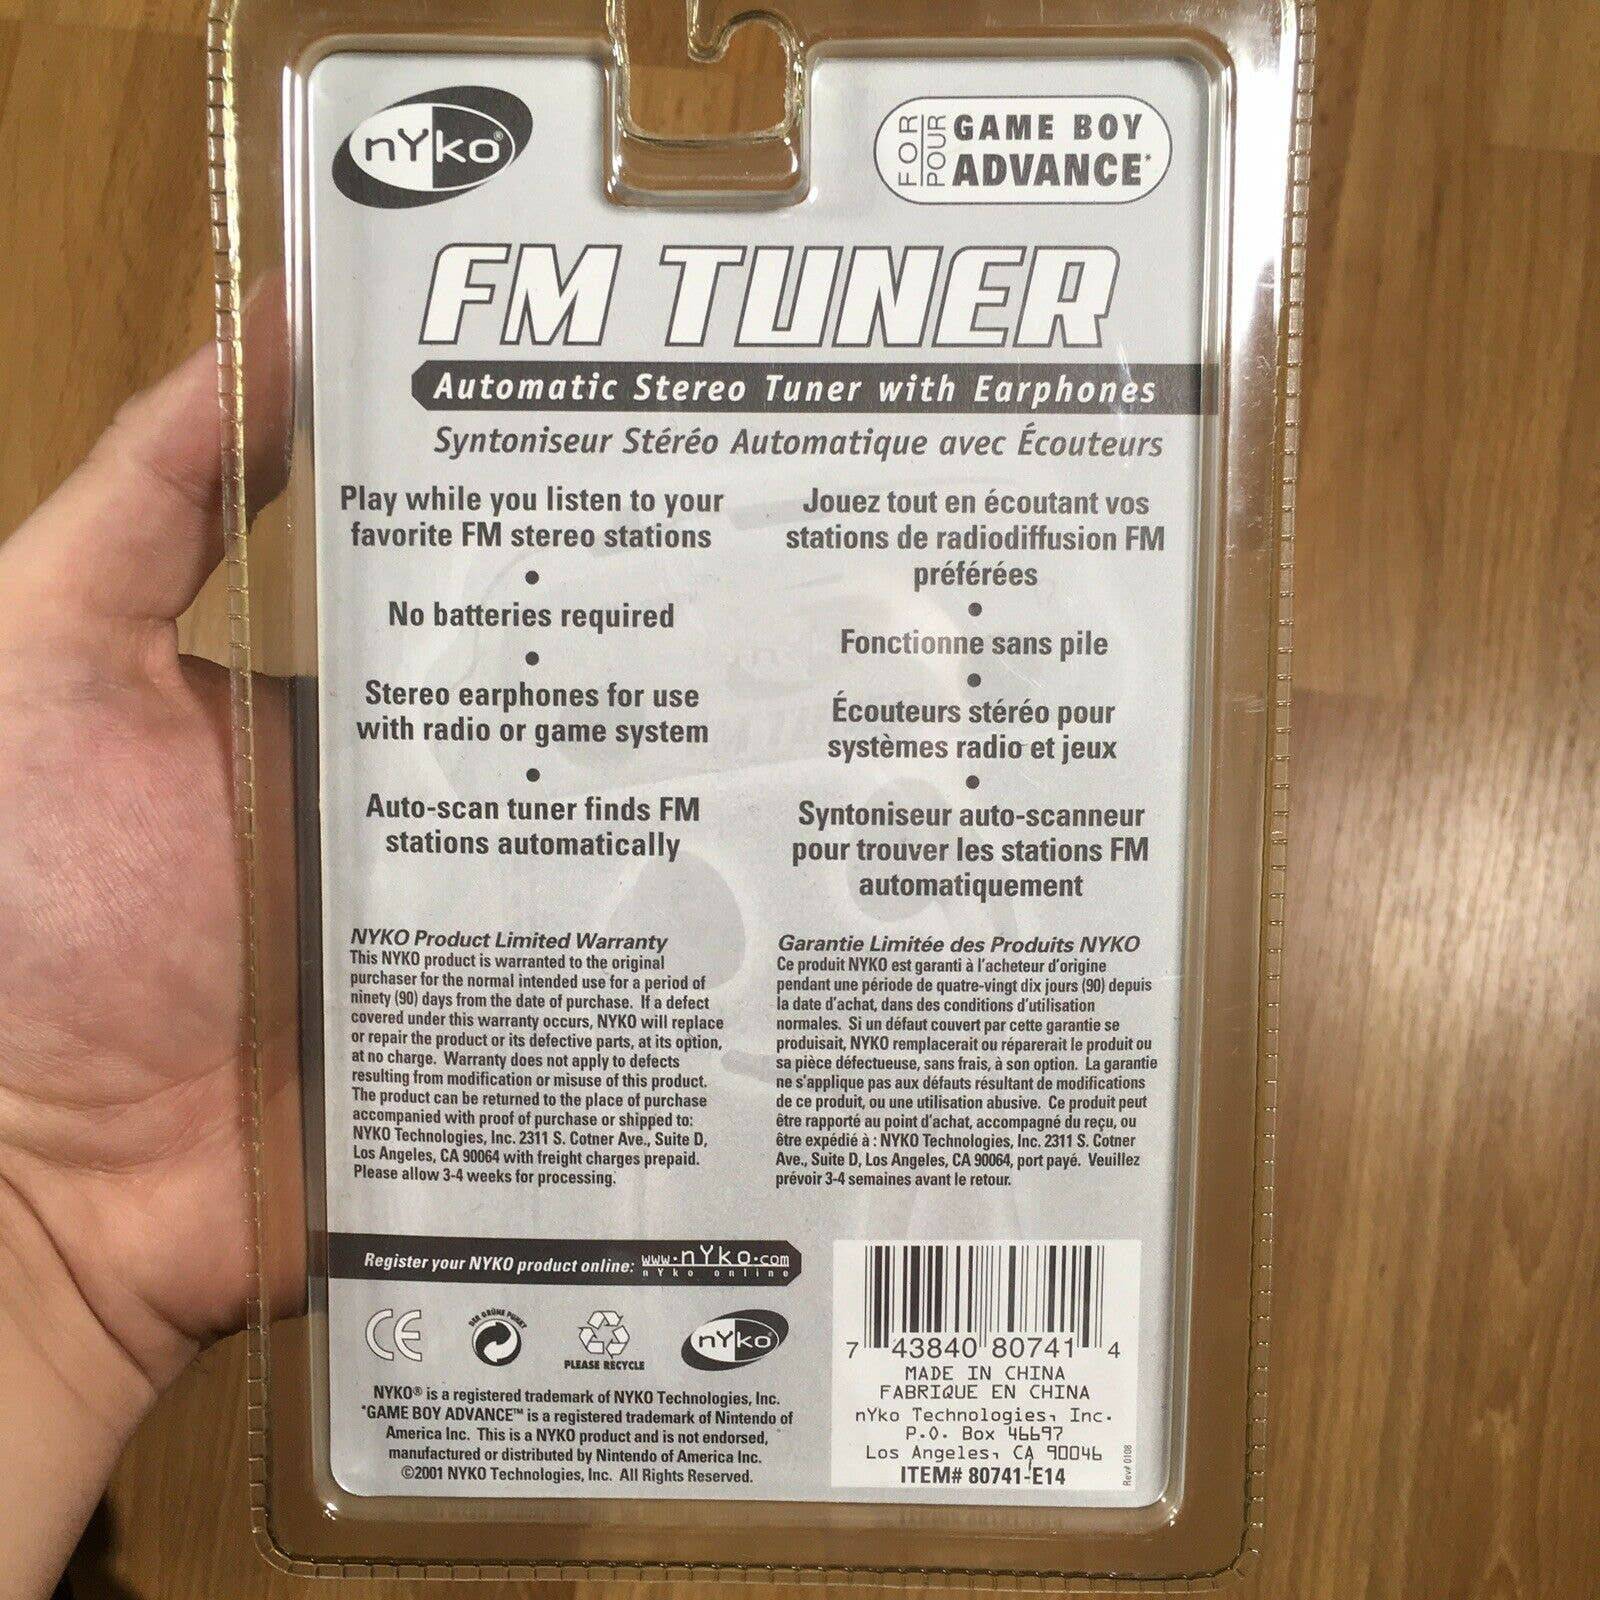 nYko®
FOR
POUR
GAME BOY
ADVANCE*
FM TUNER
Automatic Stereo Tuner with Earphones
Syntoniseur Stéréo Automatique avec Écouteurs
Play while you listen to your
favorite FM stereo stations
•
No batteries required
•
Stereo earphones for use
with radio or game system
•
Auto-scan tuner finds FM
stations automatically
Jouez tout en écoutant vos
stations de radiodiffusion FM
préférées
•
Fonctionne sans pile
•
Écouteurs stéréo pour
systèmes radio et jeux
•
Syntoniseur auto-scanneur
pour trouver les stations FM
automatiquement
NYKO Product Limited Warranty
This NYKO product is warranted to the original
purchaser for the normal intended use for a period of
ninety (90) days from the date of purchase. If a defect
covered under this warranty occurs, NYKO will replace
or repair the product or its defective parts, at its option,
at no charge. Warranty does not apply to defects
resulting from modification or misuse of this product.
The product can be returned to the place of purchase
accompanied with proof of purchase or shipped to:
NYKO Technologies, Inc. 2311 S. Cotner Ave., Suite D,
Los Angeles, CA 90064 with freight charges prepaid.
Please allow 3-4 weeks for processing.
Garantie Limitée des Produits NYKO
Ce produit NYKO est garanti à l'acheteur d'origine
pendant une période de quatre-vingt dix jours (90) depuis
la date d'achat, dans des conditions d'utilisation
normales. Si un défaut couvert par cette garantie se
produisait, NYKO remplacerait ou réparerait le produit ou
sa pièce défectueuse, sans frais, à son option. La garantie
ne s'applique pas aux défauts résultant de modifications
de ce produit, ou une utilisation abusive. Ce produit peut
être rapporté au point d'achat, accompagné du reçu, ou
être expédié à : NYKO Technologies, Inc. 2311 S. Cotner
Ave., Suite D, Los Angeles, CA 90064, port payé. Veuillez
prévoir 3-4 semaines avant le retour.
Register your NYKO product online: www.nYko.com
nYko online
CE
DER GRÜNE PUNKT
PLEASE RECYCLE
nYko
NYKO® is a registered trademark of NYKO Technologies, Inc.
*GAME BOY ADVANCE™ is a registered trademark of Nintendo of
America Inc. This is a NYKO product and is not endorsed,
manufactured or distributed by Nintendo of America Inc.
©2001 NYKO Technologies, Inc. All Rights Reserved.
7 43840 80741 4
MADE IN CHINA
FABRIQUE EN CHINA
nYko Technologies, Inc.
P.O. Box 46697
Los Angeles, CA 90046
ITEM# 80741-E14
Rev# 0108